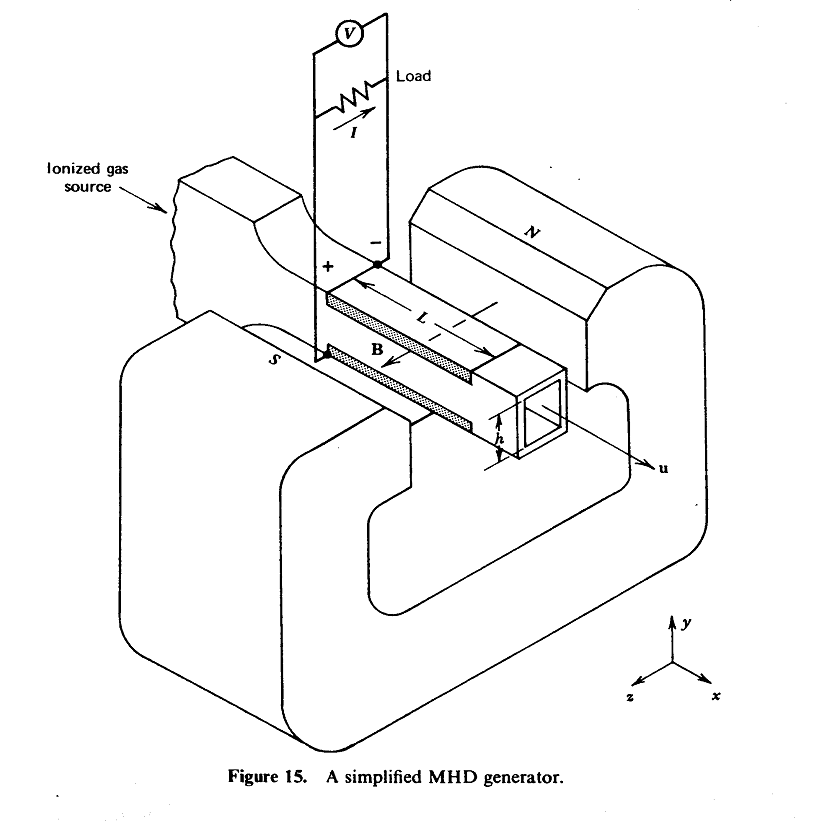 V
Load
I
Ionized gas
source
N
+
−
L
B
S
h
u
y
z
x
Figure 15. A simplified MHD generator.